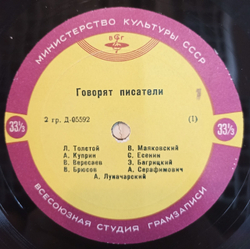 МИНИСТЕРСТВО КУЛЬТУРЫ СССР
Говорят писатели
2 гр. Д-05592 (1)
33⅓ 33⅓
Л. Толстой В. Маяковский
А. Куприн С. Есенин
В. Вересаев Э. Багрицкий
В. Брюсов А. Серафимович
А. Луначарский
ВСЕСОЮЗНАЯ СТУДИЯ ГРАМЗАПИСИ